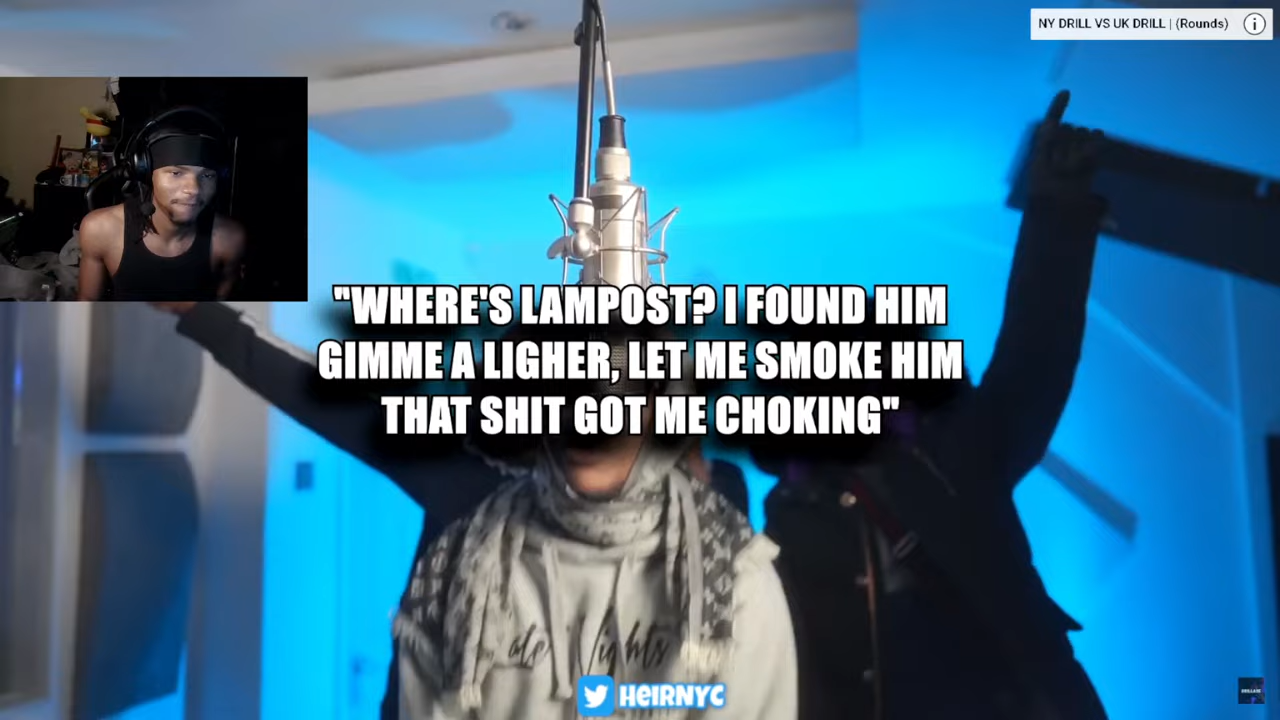 NY DRILL VS UK DRILL | (Rounds)
"WHERE'S LAMPOST? I FOUND HIM
GIMME A LIGHER, LET ME SMOKE HIM
THAT SHIT GOT ME CHOKING"
HEIRNYC